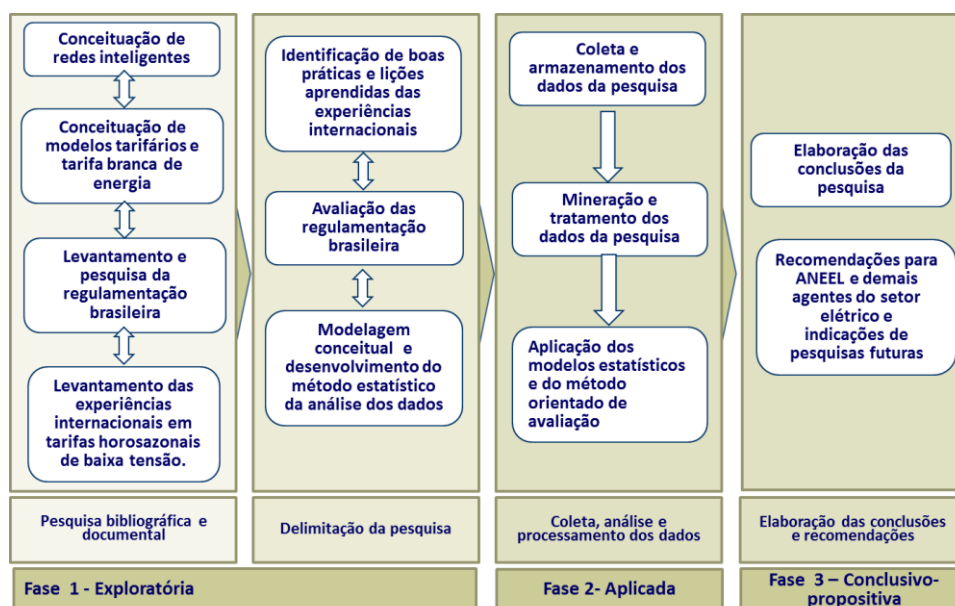 Conceituação de
redes inteligentes
Conceituação de
modelos tarifários e
tarifa branca de
energia
Levantamento e
pesquisa da
regulamentação
brasileira
Levantamento das
experiências
internacionais em
tarifas horosazonais
de baixa tensão.
Identificação de boas
práticas e lições
aprendidas das
experiências
internacionais
Avaliação das
regulamentação
brasileira
Modelagem
conceitual e
desenvolvimento do
método estatístico
da análise dos dados
Coleta e
armazenamento dos
dados da pesquisa
Mineração e
tratamento dos
dados da pesquisa
Aplicação dos
modelos estatísticos
e do método
orientado de
avaliação
Elaboração das
conclusões da
pesquisa
Recomendações para
ANEEL e demais
agentes do setor
elétrico e
indicações de
pesquisas futuras
Pesquisa bibliográfica e
documental
Delimitação da pesquisa
Coleta, análise e
processamento dos dados
Elaboração das conclusões
e recomendações
Fase 1 - Exploratória
Fase 2- Aplicada
Fase 3 – Conclusivo-
propositiva